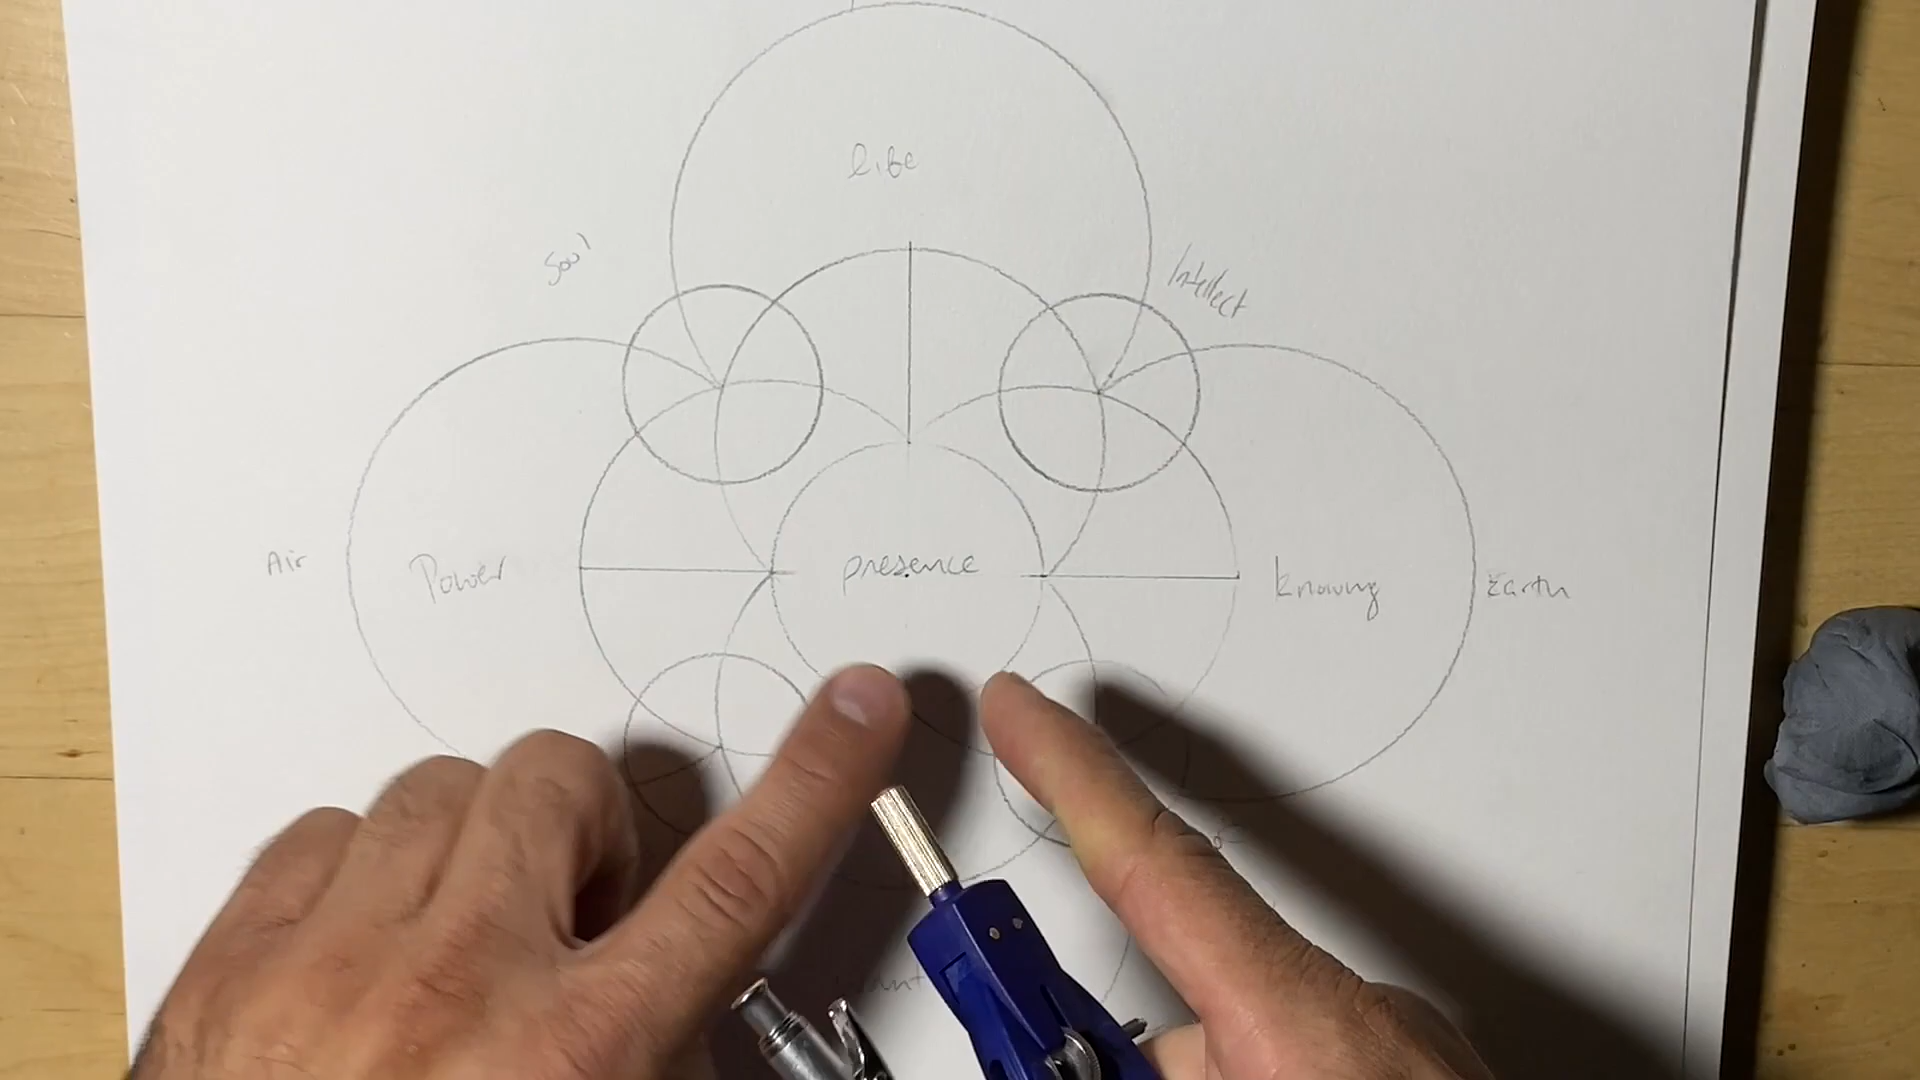 life
Soul
Intellect
Air
Power
presence
knowing
Earth